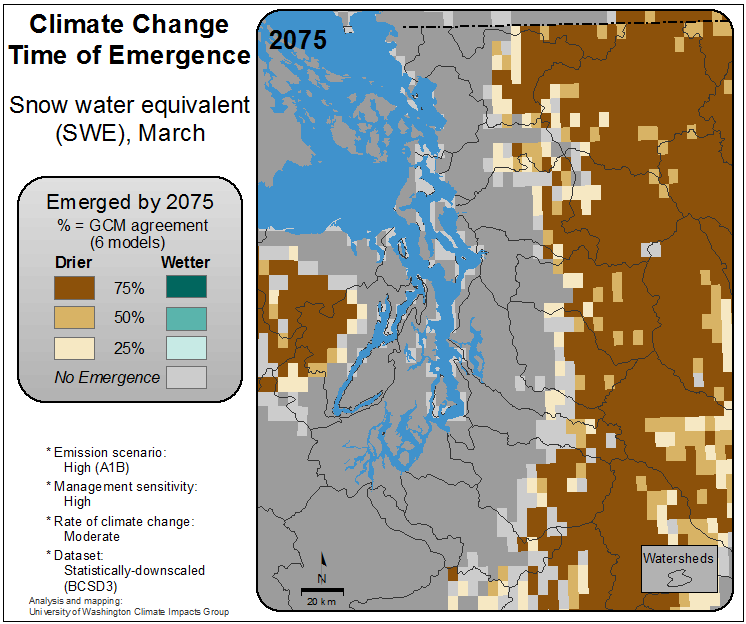 Climate Change
Time of Emergence
Snow water equivalent
(SWE), March
Emerged by 2075
% = GCM agreement
(6 models)
Drier Wetter
75%
50%
25%
No Emergence
* Emission scenario:
High (A1B)
* Management sensitivity:
High
* Rate of climate change:
Moderate
* Dataset:
Statistically-downscaled
(BCSD3)
Analysis and mapping:
University of Washington Climate Impacts Group
2075
N
20 km
Watersheds